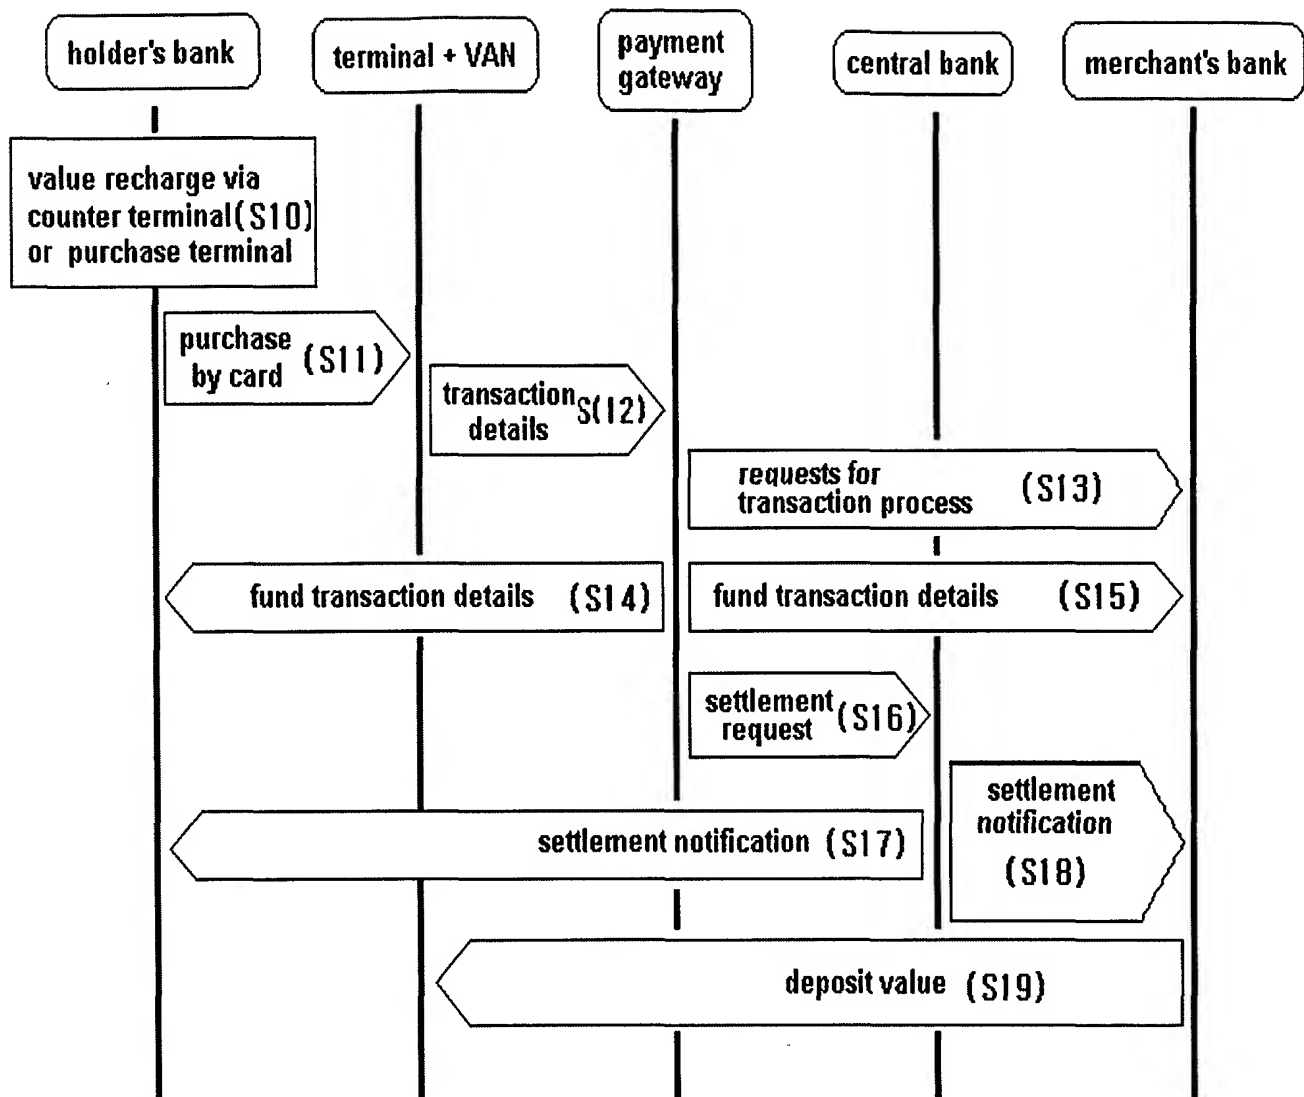 holder's bank
terminal + VAN
payment
gateway
central bank
merchant's bank
value recharge via
counter terminal(S10)
or purchase terminal
purchase
by card (S11)
transaction
details S(12)
requests for
transaction process (S13)
fund transaction details (S14)
fund transaction details (S15)
settlement
request (S16)
settlement notification (S17)
settlement
notification
(S18)
deposit value (S19)